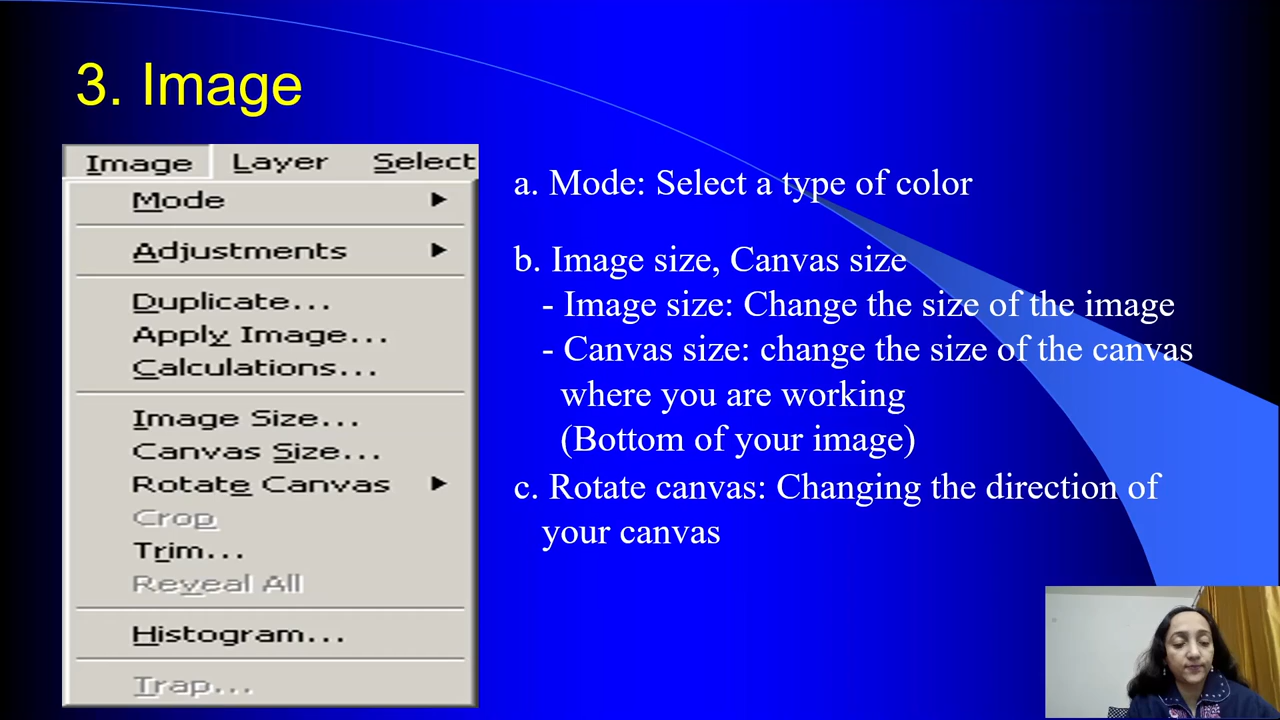 3. Image
Image Layer Select
Mode
Adjustments
Duplicate...
Apply Image...
Calculations...
Image Size...
Canvas Size...
Rotate Canvas
Crop
Trim...
Reveal All
Histogram...
Trap...
a. Mode: Select a type of color
b. Image size, Canvas size
- Image size: Change the size of the image
- Canvas size: change the size of the canvas
where you are working
(Bottom of your image)
c. Rotate canvas: Changing the direction of
your canvas